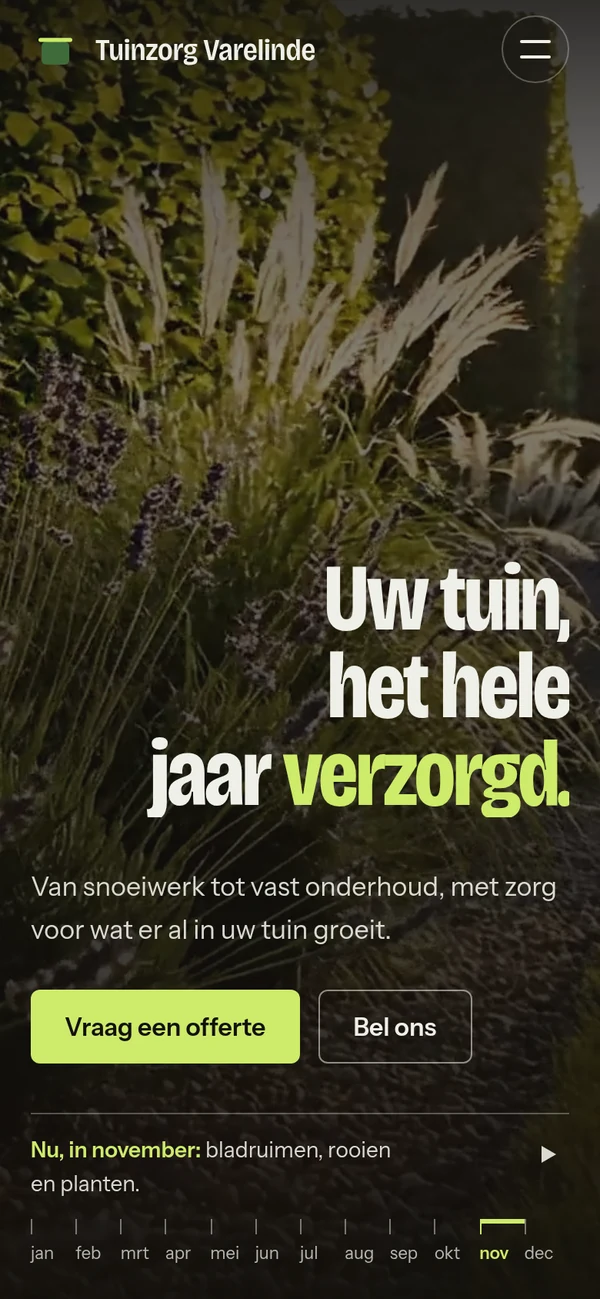 Tuinzorg Varelinde
Uw tuin,
het hele
jaar verzorgd.
Van snoeiwerk tot vast onderhoud, met zorg
voor wat er al in uw tuin groeit.
Vraag een offerte
Bel ons
Nu, in november: bladruimen, rooien
en planten.
jan feb mrt apr mei jun jul aug sep okt nov dec